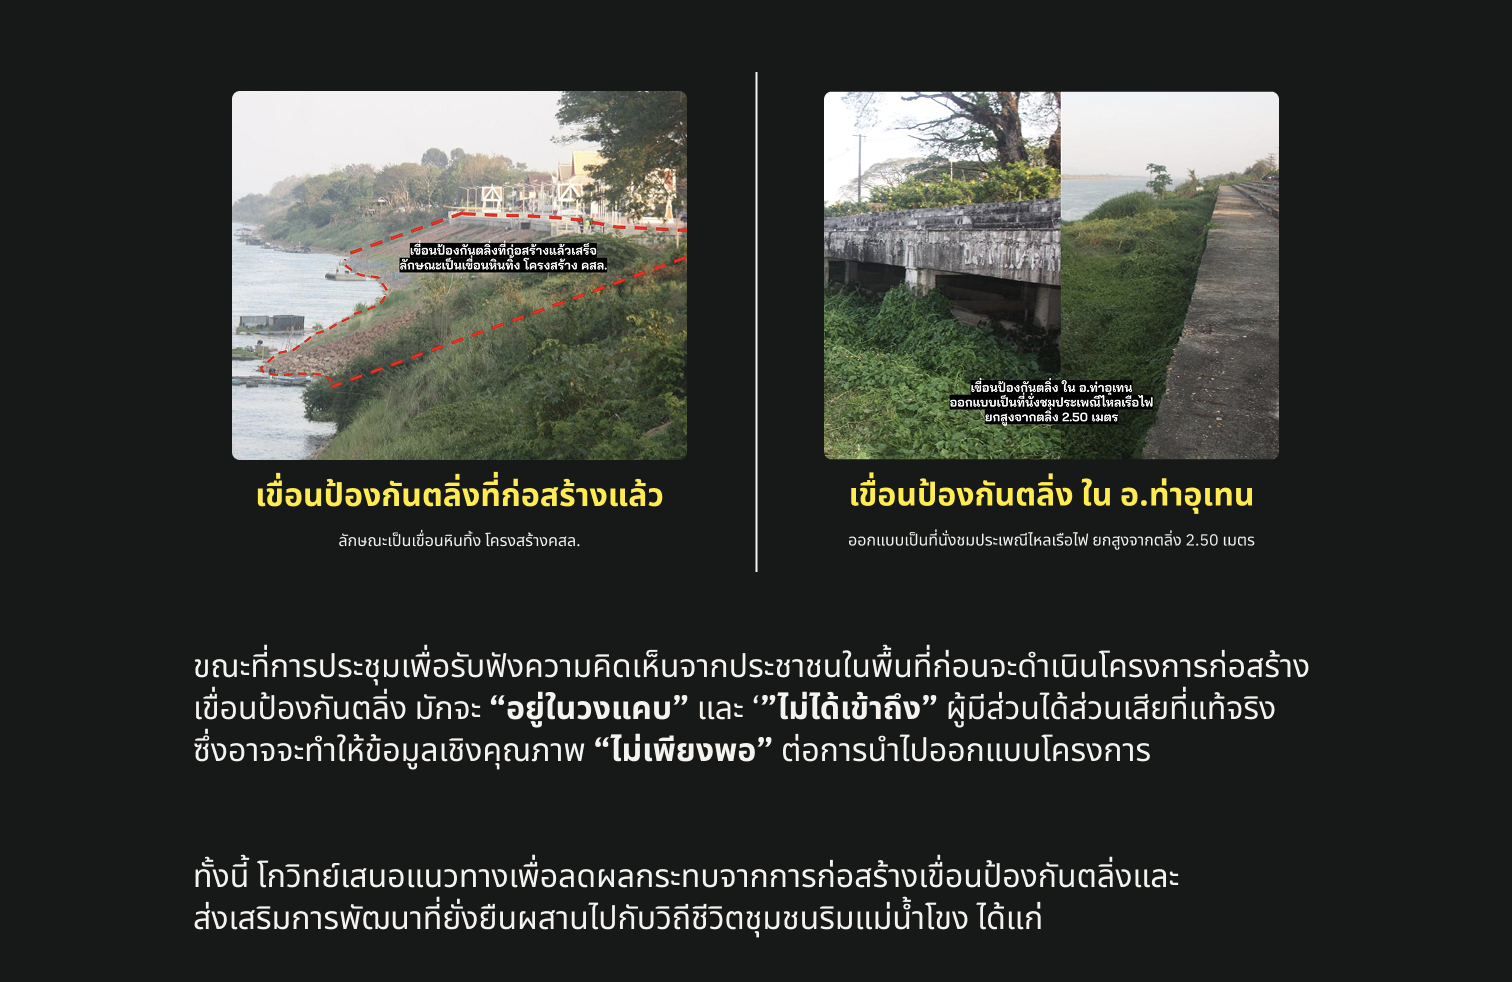 เขื่อนป้องกันตลิ่งที่ก่อสร้างแล้วเสร็จ
ลักษณะเป็นเขื่อนหินทิ้ง โครงสร้าง คสล.
เขื่อนป้องกันตลิ่ง ใน อ.ท่าอุเทน
ออกแบบเป็นที่นั่งชมประเพณีไหลเรือไฟ
ยกสูงจากตลิ่ง 2.50 เมตร
เขื่อนป้องกันตลิ่งที่ก่อสร้างแล้ว
ลักษณะเป็นเขื่อนหินทิ้ง โครงสร้างคสล.
เขื่อนป้องกันตลิ่ง ใน อ.ท่าอุเทน
ออกแบบเป็นที่นั่งชมประเพณีไหลเรือไฟ ยกสูงจากตลิ่ง 2.50 เมตร
ขณะที่การประชุมเพื่อรับฟังความคิดเห็นจากประชาชนในพื้นที่ก่อนจะดำเนินโครงการก่อสร้าง
เขื่อนป้องกันตลิ่ง มักจะ “อยู่ในวงแคบ” และ ‘”ไม่ได้เข้าถึง” ผู้มีส่วนได้ส่วนเสียที่แท้จริง
ซึ่งอาจจะทำให้ข้อมูลเชิงคุณภาพ “ไม่เพียงพอ” ต่อการนำไปออกแบบโครงการ
ทั้งนี้ โกวิทย์เสนอแนวทางเพื่อลดผลกระทบจากการก่อสร้างเขื่อนป้องกันตลิ่งและ
ส่งเสริมการพัฒนาที่ยั่งยืนผสานไปกับวิถีชีวิตชุมชนริมแม่น้ำโขง ได้แก่